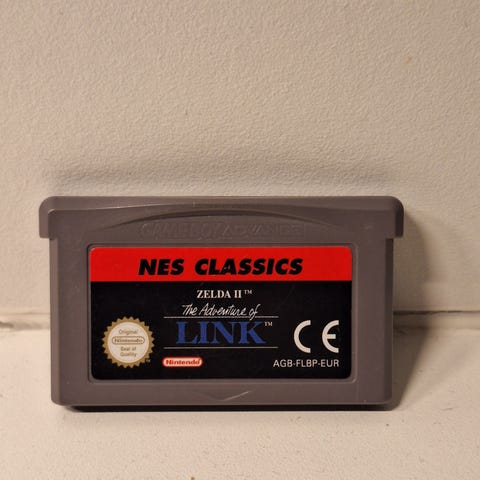 GAME BOY ADVANCE
NES CLASSICS
ZELDA II™
The Adventure of
LINK™
Original
Nintendo
Seal of
Quality
Nintendo
CE
AGB-FLBP-EUR